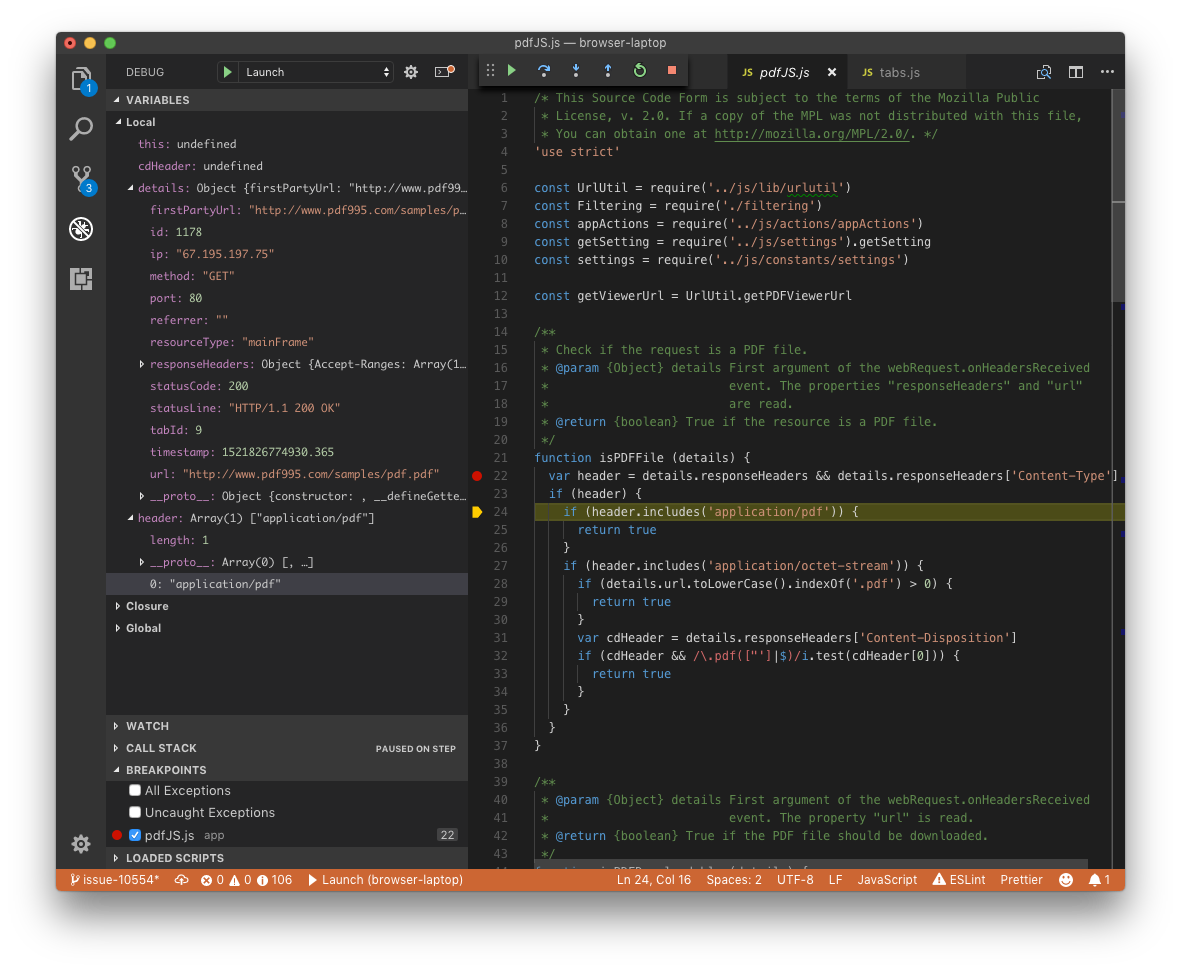 pdfJS.js — browser-laptop
DEBUG
Launch
JS pdfJS.js
JS tabs.js
1
3
VARIABLES
Local
this: undefined
cdHeader: undefined
details: Object {firstPartyUrl: "http://www.pdf99…
firstPartyUrl: "http://www.pdf995.com/samples/p…
id: 1178
ip: "67.195.197.75"
method: "GET"
port: 80
referrer: ""
resourceType: "mainFrame"
responseHeaders: Object {Accept-Ranges: Array(1…
statusCode: 200
statusLine: "HTTP/1.1 200 OK"
tabId: 9
timestamp: 1521826774930.365
url: "http://www.pdf995.com/samples/pdf.pdf"
__proto__: Object {constructor: , __defineGette…
header: Array(1) ["application/pdf"]
length: 1
__proto__: Array(0) [, …]
0: "application/pdf"
Closure
Global
WATCH
CALL STACK PAUSED ON STEP
BREAKPOINTS
All Exceptions
Uncaught Exceptions
pdfJS.js app 22
LOADED SCRIPTS
1 /* This Source Code Form is subject to the terms of the Mozilla Public
2 * License, v. 2.0. If a copy of the MPL was not distributed with this file,
3 * You can obtain one at http://mozilla.org/MPL/2.0/. */
4 'use strict'
5
6 const UrlUtil = require('../js/lib/urlutil')
7 const Filtering = require('./filtering')
8 const appActions = require('../js/actions/appActions')
9 const getSetting = require('../js/settings').getSetting
10 const settings = require('../js/constants/settings')
11
12 const getViewerUrl = UrlUtil.getPDFViewerUrl
13
14 /**
15 * Check if the request is a PDF file.
16 * @param {Object} details First argument of the webRequest.onHeadersReceived
17 * event. The properties "responseHeaders" and "url"
18 * are read.
19 * @return {boolean} True if the resource is a PDF file.
20 */
21 function isPDFFile (details) {
22 var header = details.responseHeaders && details.responseHeaders['Content-Type']
23 if (header) {
24 if (header.includes('application/pdf')) {
25 return true
26 }
27 if (header.includes('application/octet-stream')) {
28 if (details.url.toLowerCase().indexOf('.pdf') > 0) {
29 return true
30 }
31 var cdHeader = details.responseHeaders['Content-Disposition']
32 if (cdHeader && /\.pdf(["']|$)/i.test(cdHeader[0])) {
33 return true
34 }
35 }
36 }
37 }
38
39 /**
40 * @param {Object} details First argument of the webRequest.onHeadersReceived
41 * event. The property "url" is read.
42 * @return {boolean} True if the PDF file should be downloaded.
43 */
issue-10554* 0 0 106 Launch (browser-laptop) Ln 24, Col 16 Spaces: 2 UTF-8 LF JavaScript ESLint Prettier 1